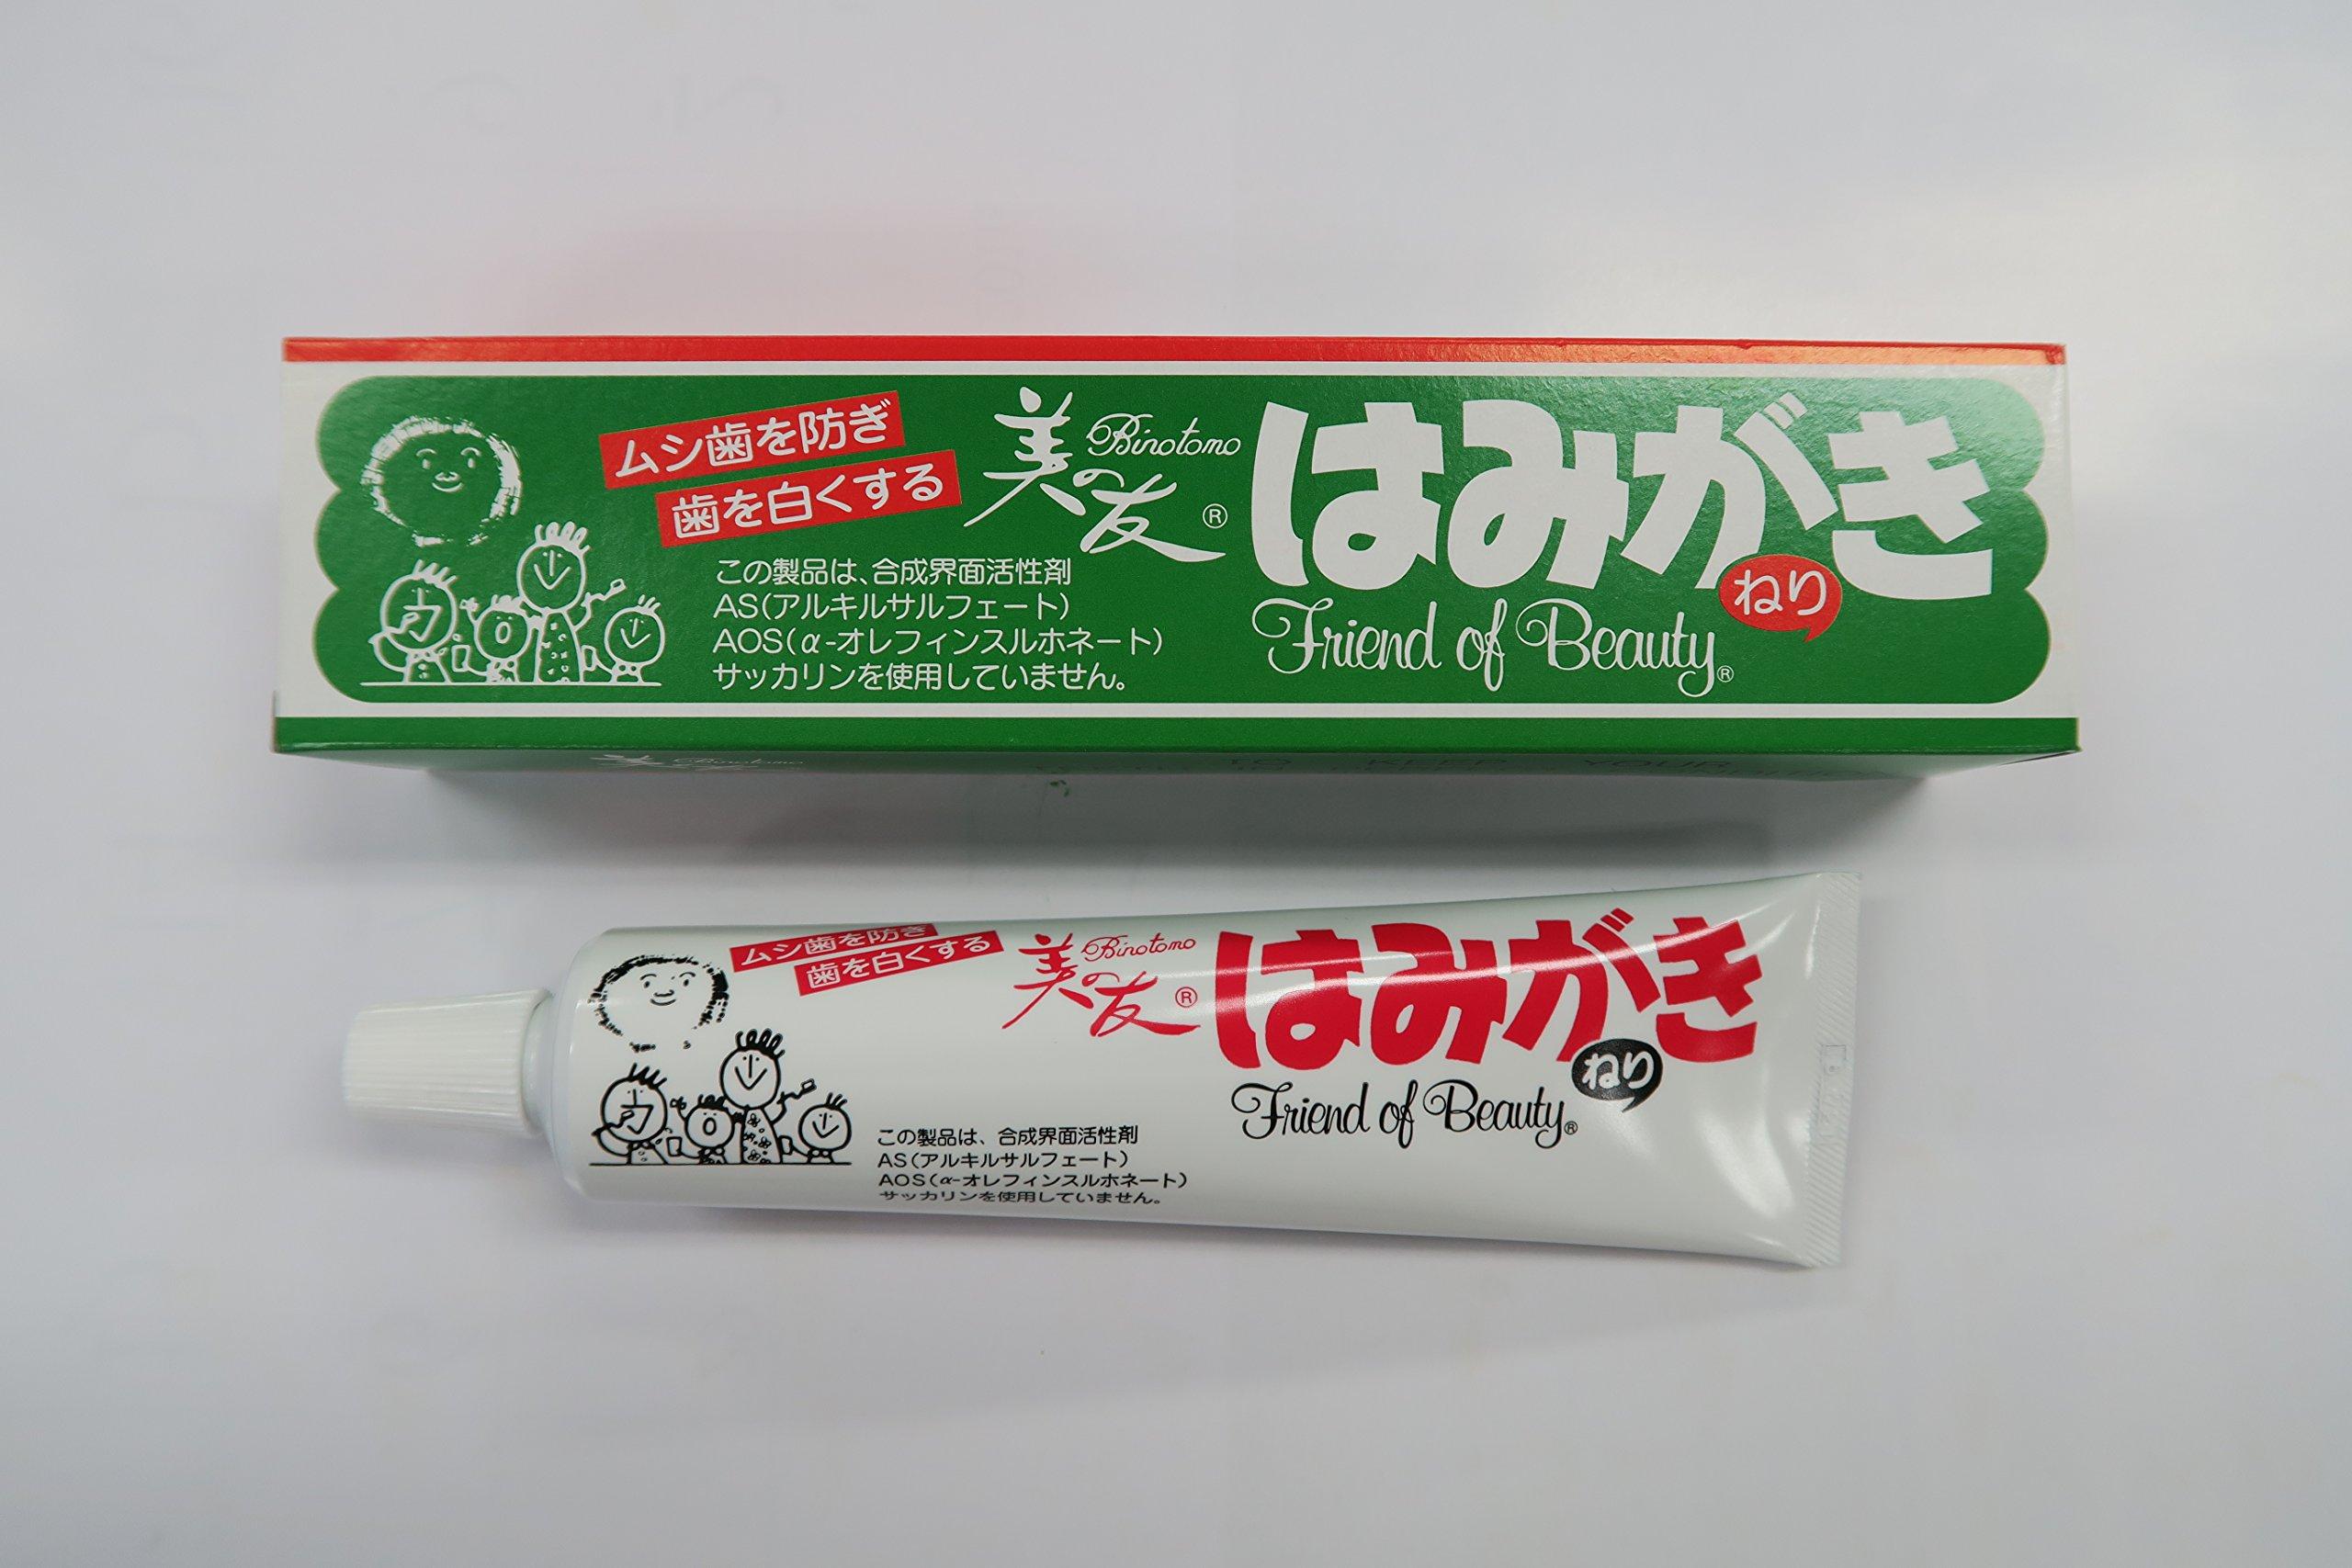 ムシ歯を防ぎ
歯を白くする
美の友® Binotomo
はみがき
ねり
Friend of Beauty®
この製品は、合成界面活性剤
AS(アルキルサルフェート)
AOS(α-オレフィンスルホネート)
サッカリンを使用していません。
Binotomo TO KEEP YOUR
ムシ歯を防ぎ
歯を白くする
美の友® Binotomo
はみがき
ねり
Friend of Beauty®
この製品は、合成界面活性剤
AS(アルキルサルフェート)
AOS(α-オレフィンスルホネート)
サッカリンを使用していません。